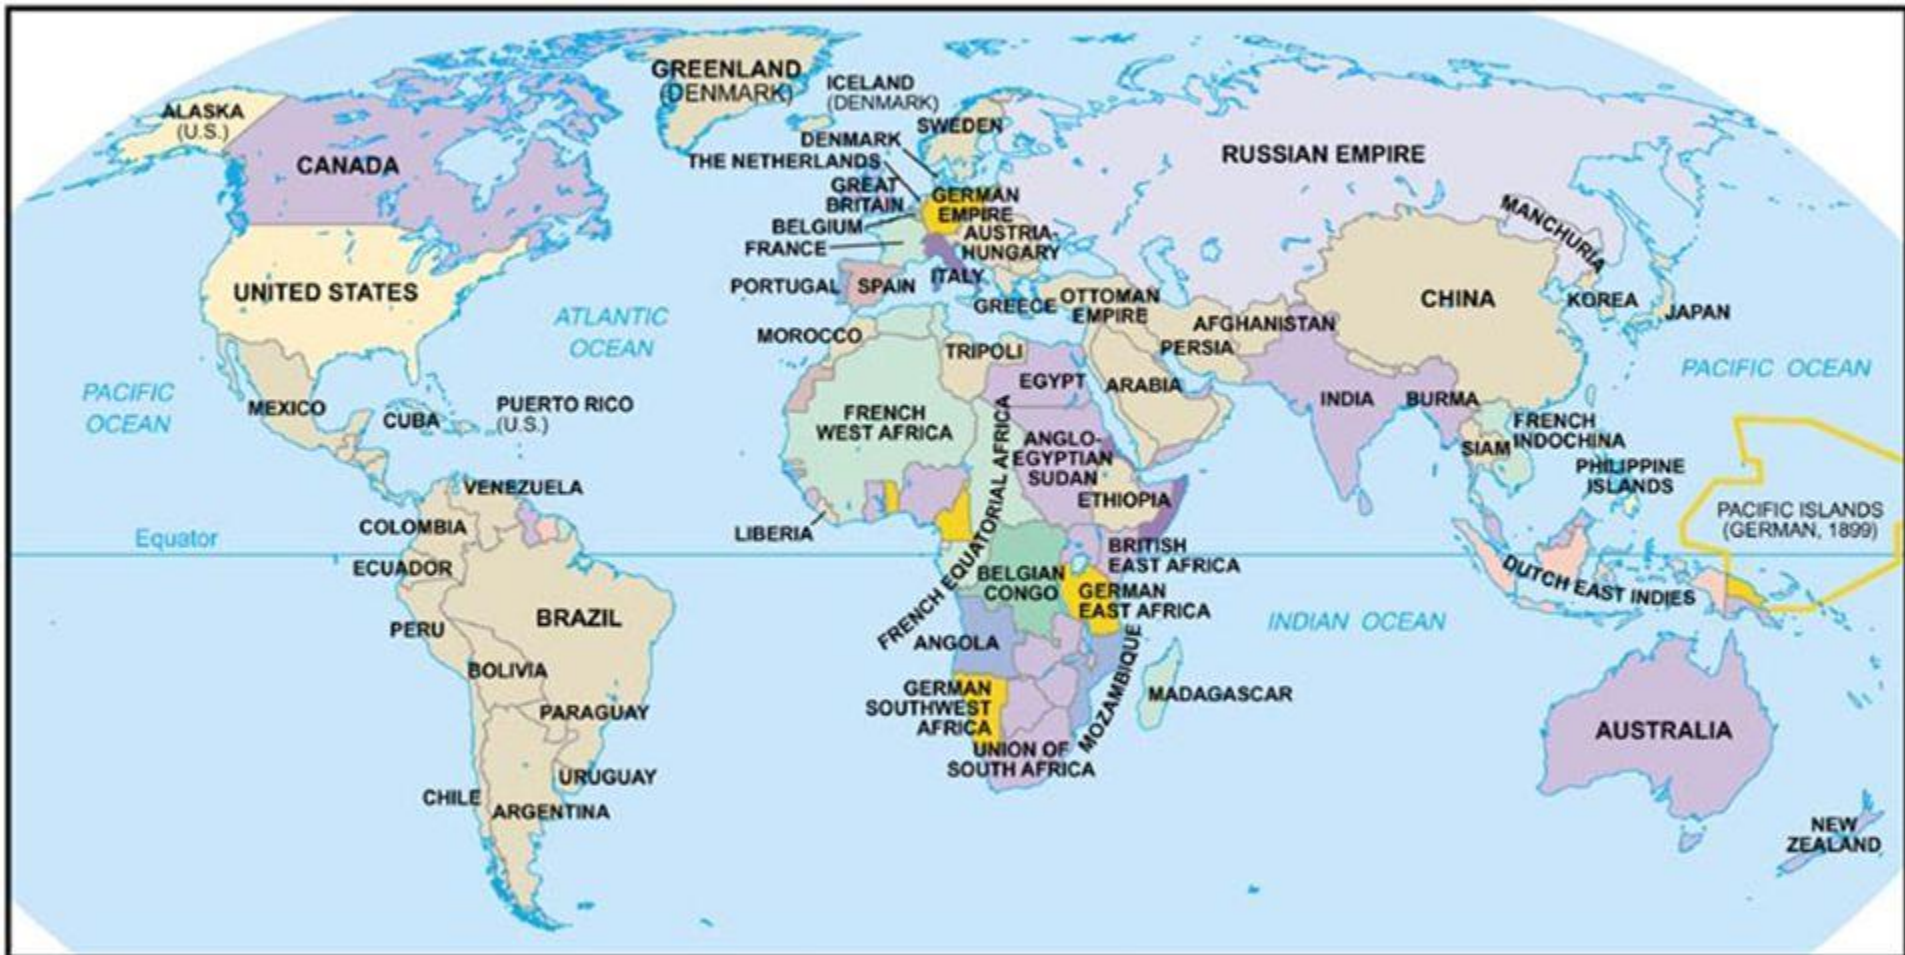 GREENLAND
(DENMARK)
ICELAND
(DENMARK)
ALASKA
(U.S.)
CANADA
SWEDEN
DENMARK
THE NETHERLANDS
GREAT
BRITAIN
BELGIUM
FRANCE
GERMAN
EMPIRE
AUSTRIA-
HUNGARY
RUSSIAN EMPIRE
MANCHURIA
UNITED STATES
PORTUGAL
SPAIN
ITALY
GREECE
OTTOMAN
EMPIRE
AFGHANISTAN
PERSIA
CHINA
KOREA
JAPAN
ATLANTIC
OCEAN
MOROCCO
TRIPOLI
EGYPT
ARABIA
INDIA
BURMA
PACIFIC OCEAN
PACIFIC
OCEAN
MEXICO
CUBA
PUERTO RICO
(U.S.)
FRENCH
WEST AFRICA
FRENCH EQUATORIAL AFRICA
ANGLO-
EGYPTIAN
SUDAN
ETHIOPIA
SIAM
FRENCH
INDOCHINA
PHILIPPINE
ISLANDS
PACIFIC ISLANDS
(GERMAN, 1899)
VENEZUELA
COLOMBIA
LIBERIA
Equator
ECUADOR
BRITISH
EAST AFRICA
BELGIAN
CONGO
GERMAN
EAST AFRICA
DUTCH EAST INDIES
BRAZIL
PERU
ANGOLA
INDIAN OCEAN
BOLIVIA
GERMAN
SOUTHWEST
AFRICA
MOZAMBIQUE
MADAGASCAR
PARAGUAY
UNION OF
SOUTH AFRICA
AUSTRALIA
URUGUAY
CHILE
ARGENTINA
NEW
ZEALAND